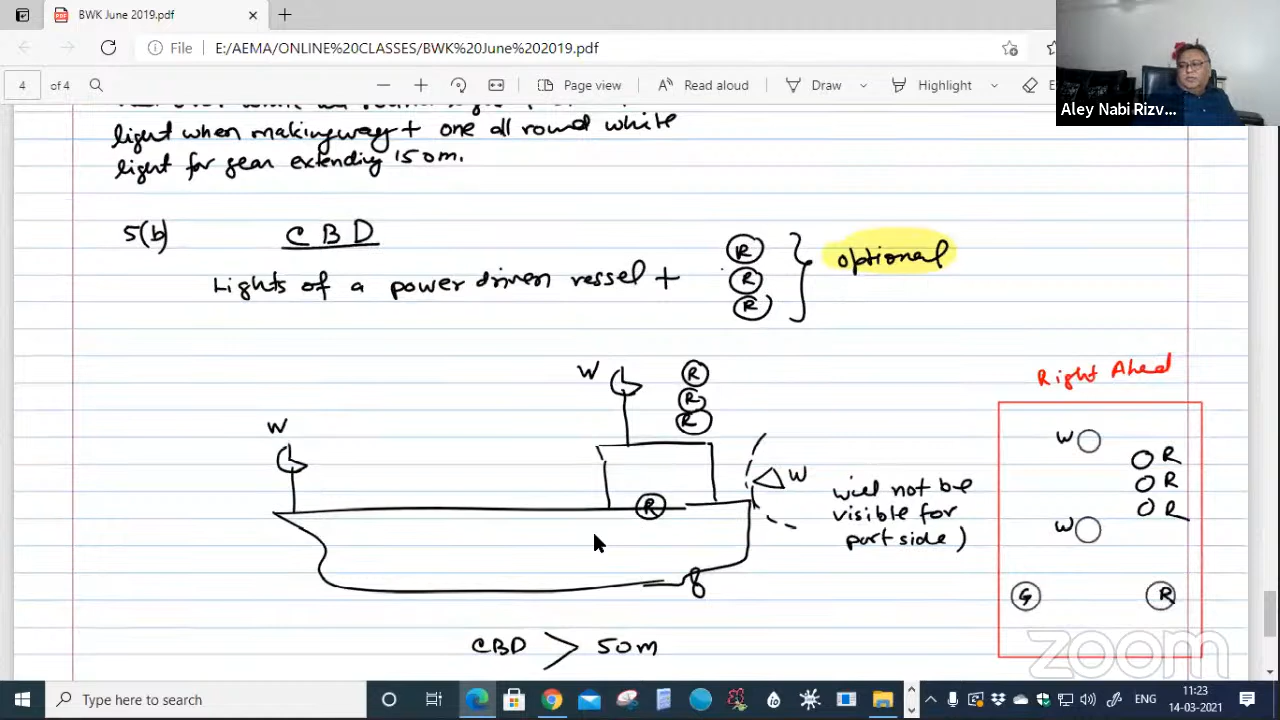 BWK June 2019.pdf
File
E:/AEMA/ONLINE%20CLASSES/BWK%20June%202019.pdf
4 of 4
Page view
Read aloud
Draw
Highlight
Aley Nabi Rizv...
light when making way + one all round white
light for gear extending 150m.
5(b) CBD
Lights of a power driven vessel + R R R } optional
W R
R
R
W
W
R
will not be
visible for
port side)
Right Ahead
W R
R
W R
G R
CBD > 50m
zoom
Type here to search
ENG
11:23
14-03-2021